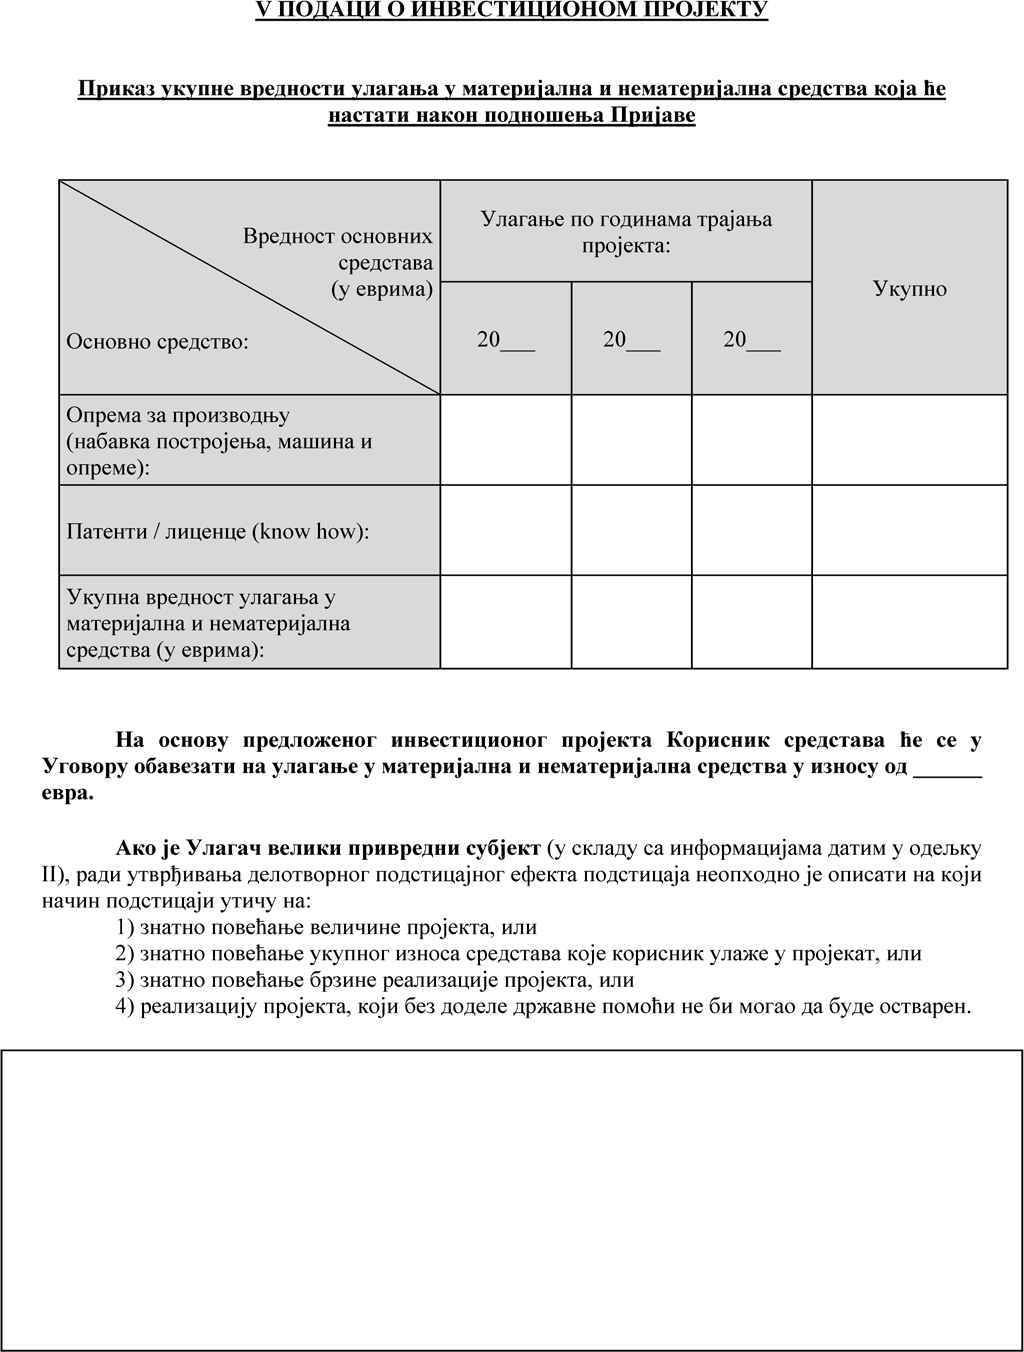 V ПОДАЦИ О ИНВЕСТИЦИОНОМ ПРОЈЕКТУ
Приказ укупне вредности улагања у материјална и нематеријална средства која ће
настати након подношења Пријаве
Вредност основних
средстава
(у еврима)
Основно средство:
Улагање по годинама трајања
пројекта:
Укупно
20___ 20___ 20___
Опрема за производњу
(набавка постројења, машина и
опреме):
Патенти / лиценце (know how):
Укупна вредност улагања у
материјална и нематеријална
средства (у еврима):
На основу предложеног инвестиционог пројекта Корисник средстава ће се у
Уговору обавезати на улагање у материјална и нематеријална средства у износу од ______
евра.
Ако је Улагач велики привредни субјект (у складу са информацијама датим у одељку
II), ради утврђивања делотворног подстицајног ефекта подстицаја неопходно је описати на који
начин подстицаји утичу на:
1) знатно повећање величине пројекта, или
2) знатно повећање укупног износа средстава које корисник улаже у пројекат, или
3) знатно повећање брзине реализације пројекта, или
4) реализацију пројекта, који без доделе државне помоћи не би могао да буде остварен.